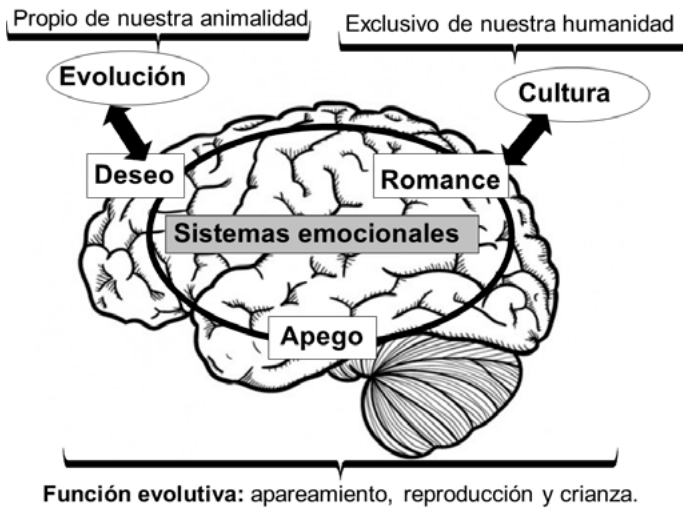 Propio de nuestra animalidad
Exclusivo de nuestra humanidad
Evolución
Cultura
Deseo
Romance
Sistemas emocionales
Apego
Función evolutiva: apareamiento, reproducción y crianza.